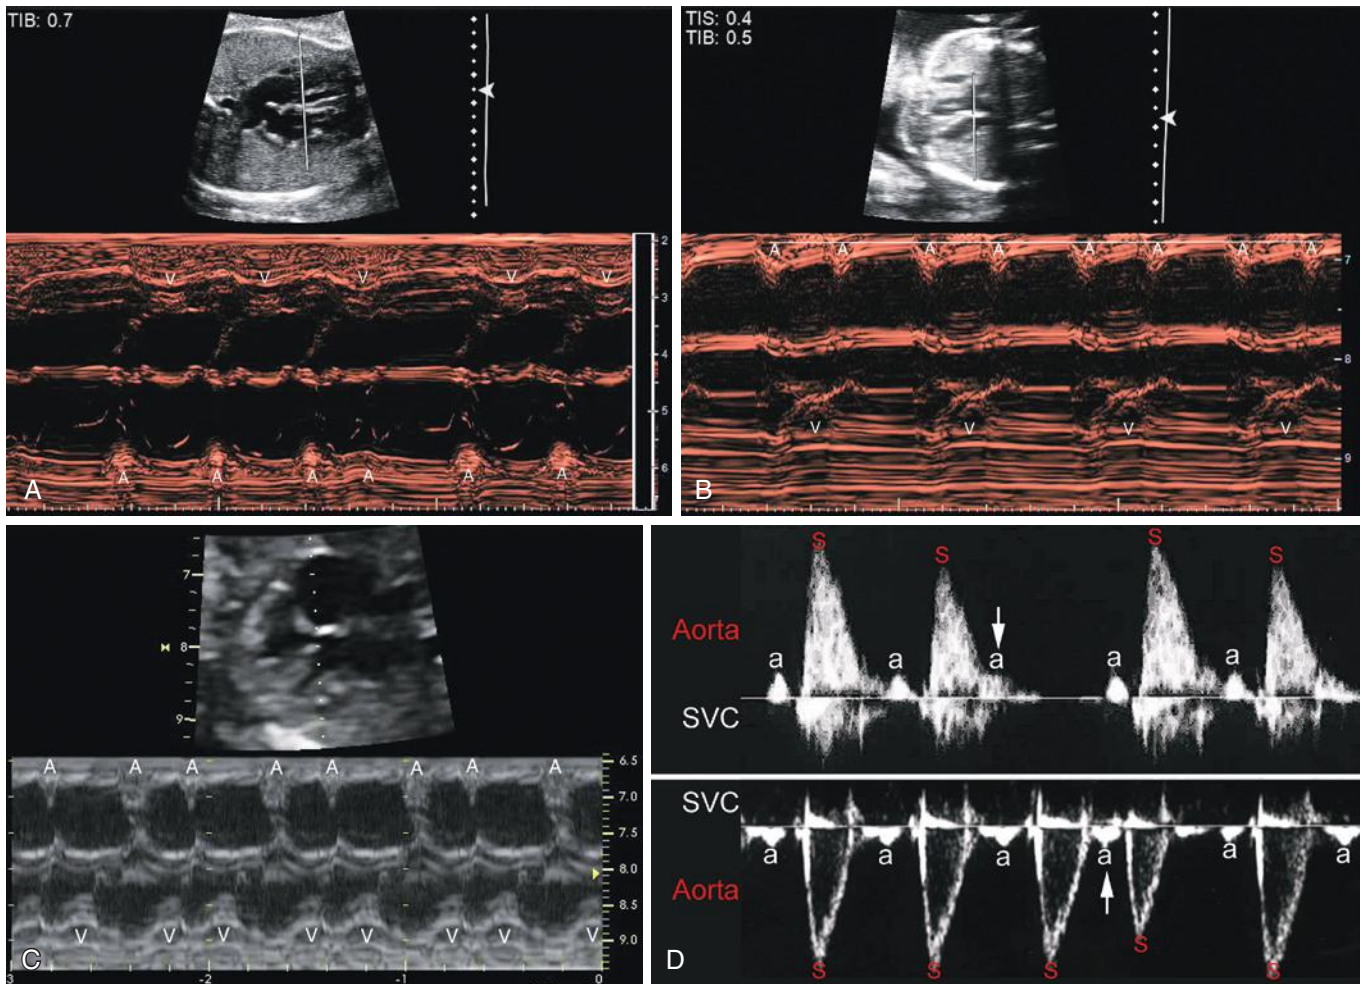 TIB: 0.7
2
V V V V V
3
4
5
A A A A A A
6
A
TIS: 0.4
TIB: 0.5
A A A A A A A A
7
8
V V V V
9
B
7
8
9
A A A A A A A A
6.5
7.0
7.5
8.0
8.5
V V V V V V V V
9.0
C
3 -2 -1 0
S S S S
Aorta
a a a a a
SVC
SVC
a a a a a a
Aorta
S S S S S
D